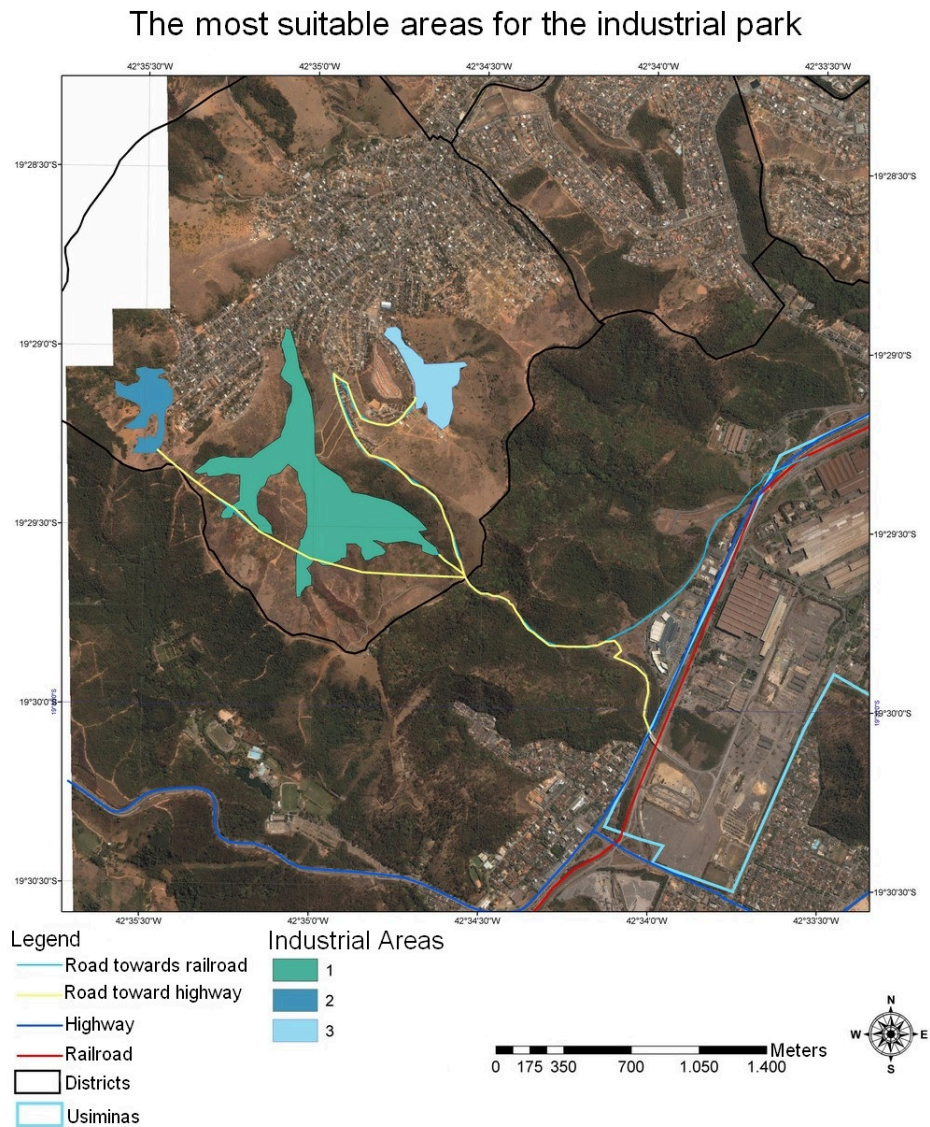 The most suitable areas for the industrial park
42°35'30"W 42°35'0"W 42°34'30"W 42°34'0"W 42°33'30"W
19°28'30"S 19°28'30"S
19°29'0"S 19°29'0"S
19°29'30"S 19°29'30"S
19°30'0"S 19°30'0"S
19°30'30"S 19°30'30"S
42°35'30"W 42°35'0"W 42°34'30"W 42°34'0"W 42°33'30"W
Legend
Road towards railroad
Road toward highway
Highway
Railroad
Districts
Usiminas
Industrial Areas
1
2
3
Meters
0 175 350 700 1.050 1.400
N
W E
S